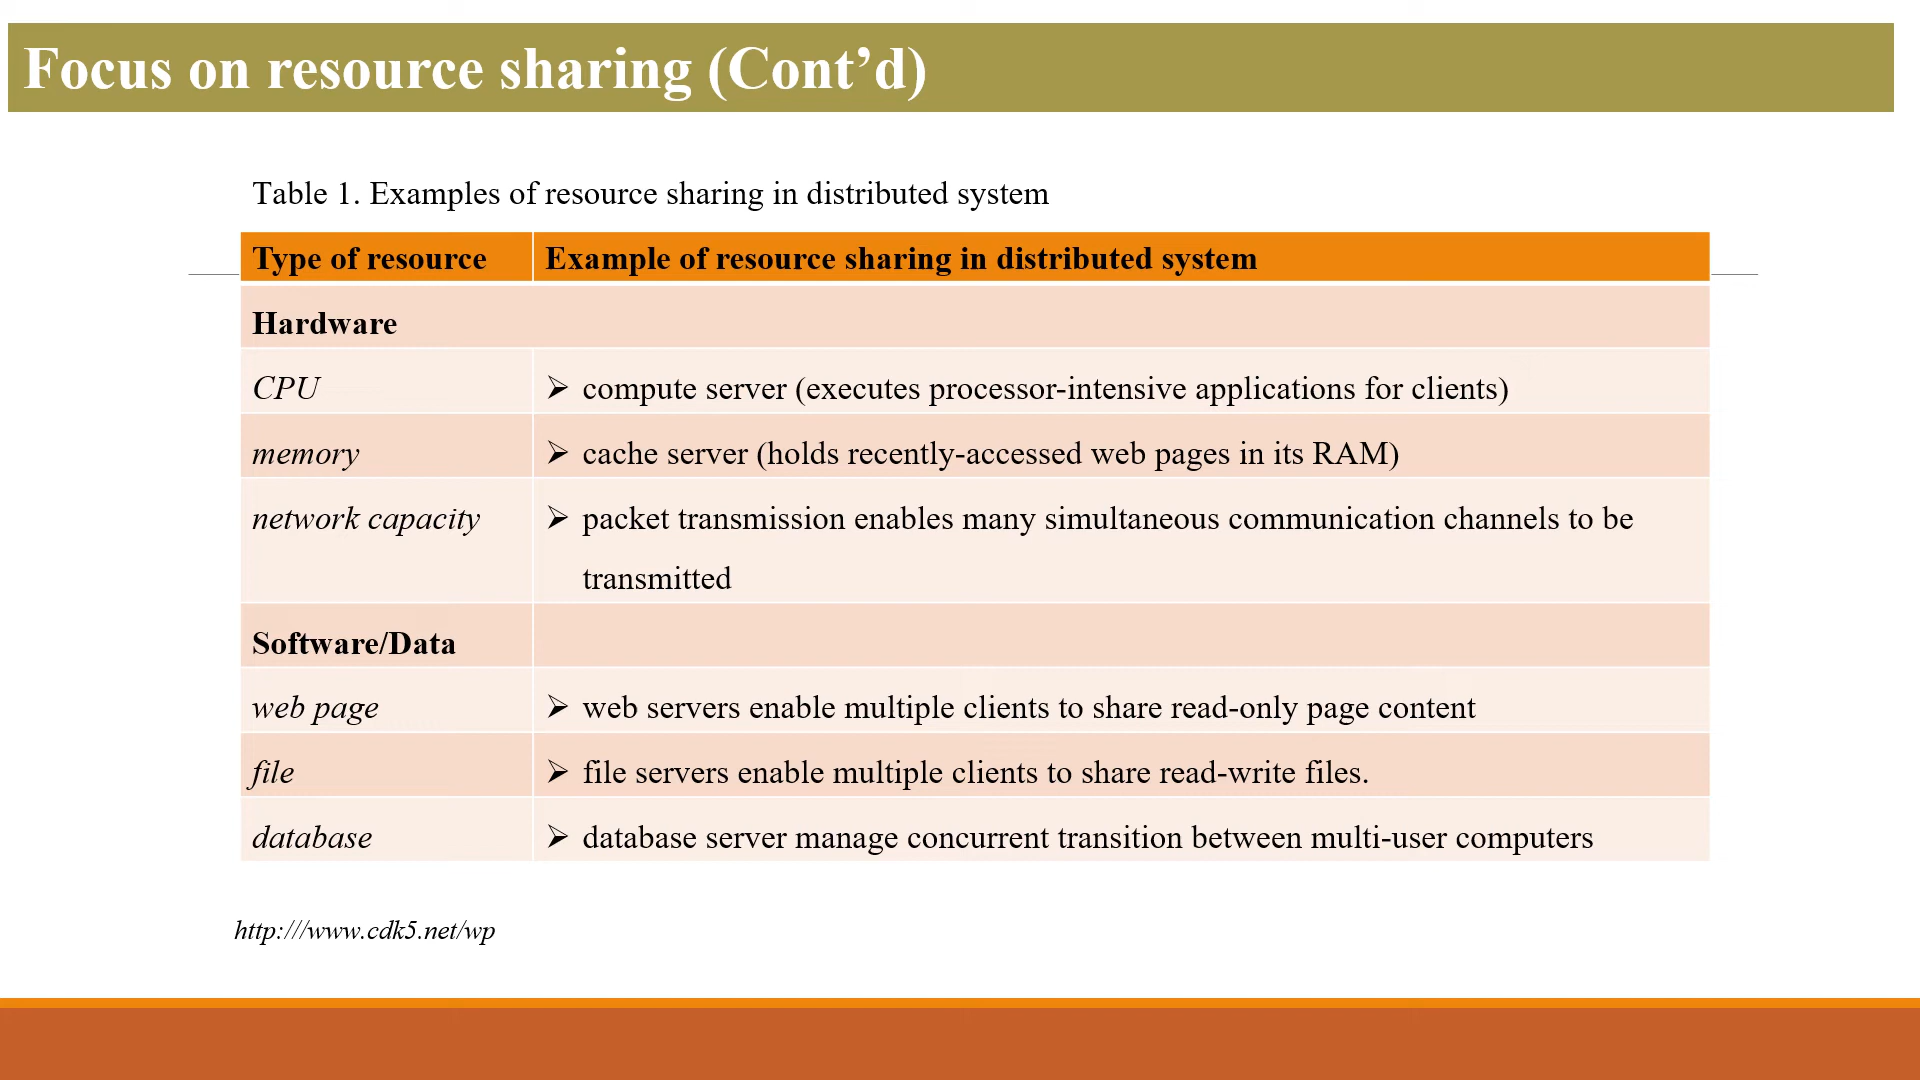 Focus on resource sharing (Cont’d)
Table 1. Examples of resource sharing in distributed system
Type of resource
Example of resource sharing in distributed system
Hardware
CPU
➢ compute server (executes processor-intensive applications for clients)
memory
➢ cache server (holds recently-accessed web pages in its RAM)
network capacity
➢ packet transmission enables many simultaneous communication channels to be
transmitted
Software/Data
web page
➢ web servers enable multiple clients to share read-only page content
file
➢ file servers enable multiple clients to share read-write files.
database
➢ database server manage concurrent transition between multi-user computers
http:///www.cdk5.net/wp